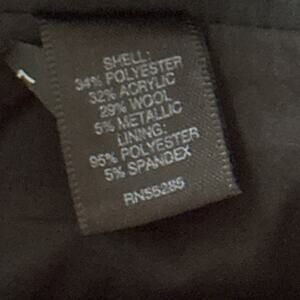 SHELL:
34% POLYESTER
32% ACRYLIC
29% WOOL
5% METALLIC
LINING:
95% POLYESTER
5% SPANDEX
RN55285